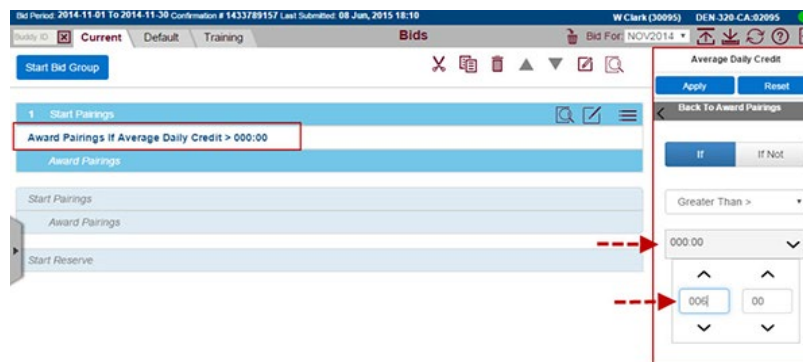 Bid Period: 2014-11-01 To 2014-11-30 Confirmation # 1433789157 Last Submitted: 08 Jun, 2015 18:10 W Clark (30095) DEN-320-CA:02095
Buddy ID Current Default Training Bids Bid For: NOV2014
Start Bid Group
1 Start Pairings
Award Pairings If Average Daily Credit > 000:00
Award Pairings
Start Pairings
Award Pairings
Start Reserve
Average Daily Credit
Apply Reset
Back To Award Pairings
If If Not
Greater Than >
000:00
006 00